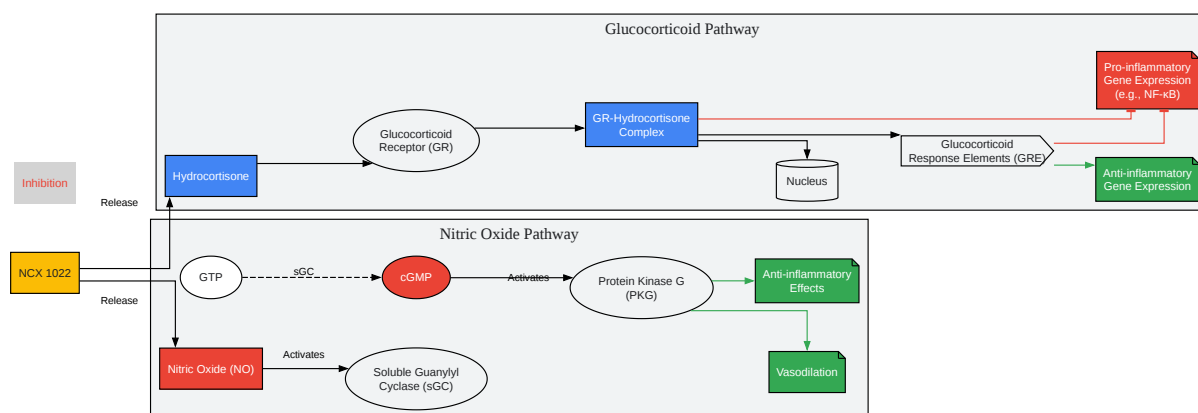 Glucocorticoid Pathway
Pro-inflammatory
Gene Expression
(e.g., NF-κB)
GR-Hydrocortisone
Complex
Glucocorticoid
Receptor (GR)
Glucocorticoid
Response Elements (GRE)
Hydrocortisone
Nucleus
Anti-inflammatory
Gene Expression
Inhibition
Release
Nitric Oxide Pathway
NCX 1022
GTP
sGC
cGMP
Activates
Protein Kinase G
(PKG)
Anti-inflammatory
Effects
Release
Nitric Oxide (NO)
Activates
Soluble Guanylyl
Cyclase (sGC)
Vasodilation